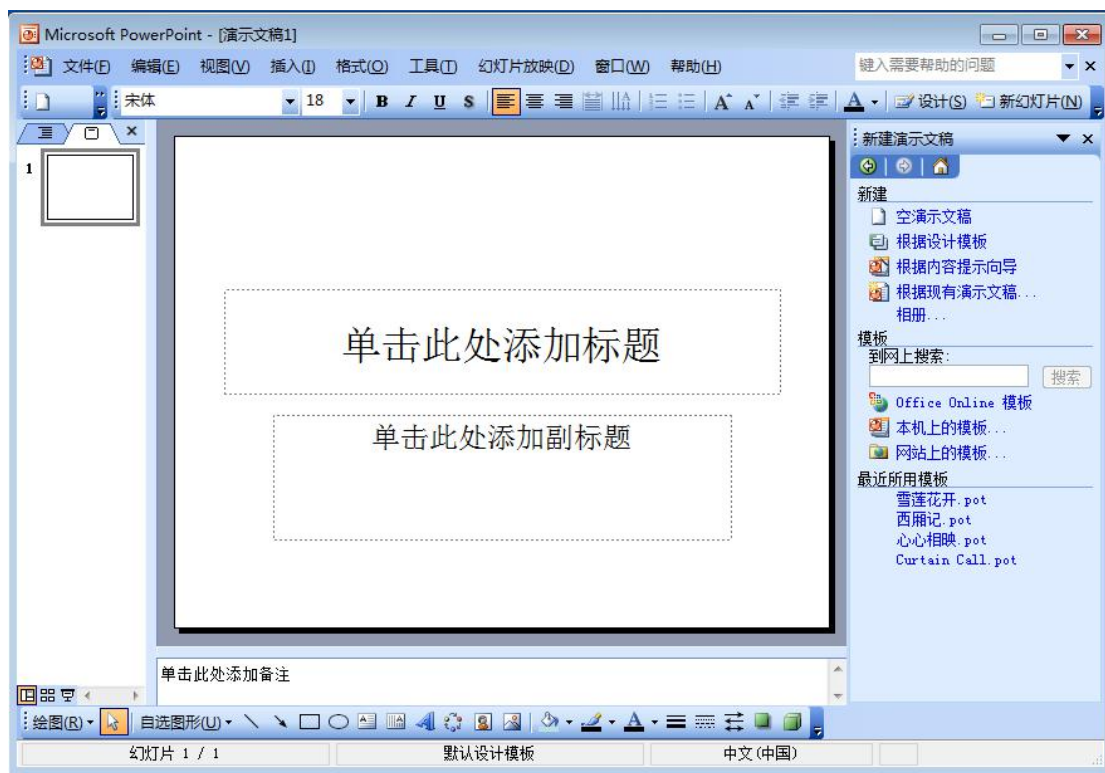 Microsoft PowerPoint - [演示文稿1]
文件(F) 编辑(E) 视图(V) 插入(I) 格式(O) 工具(T) 幻灯片放映(D) 窗口(W) 帮助(H) 键入需要帮助的问题
宋体 18 B I U S A A A 设计(S) 新幻灯片(N)
新建演示文稿
1
新建
空演示文稿
根据设计模板
根据内容提示向导
根据现有演示文稿...
相册...
模板
到网上搜索:
搜索
Office Online 模板
本机上的模板...
网站上的模板...
最近所用模板
雪莲花开.pot
西厢记.pot
心心相映.pot
Curtain Call.pot
单击此处添加标题
单击此处添加副标题
单击此处添加备注
绘图(R) 自选图形(U) A
幻灯片 1 / 1 默认设计模板 中文(中国)